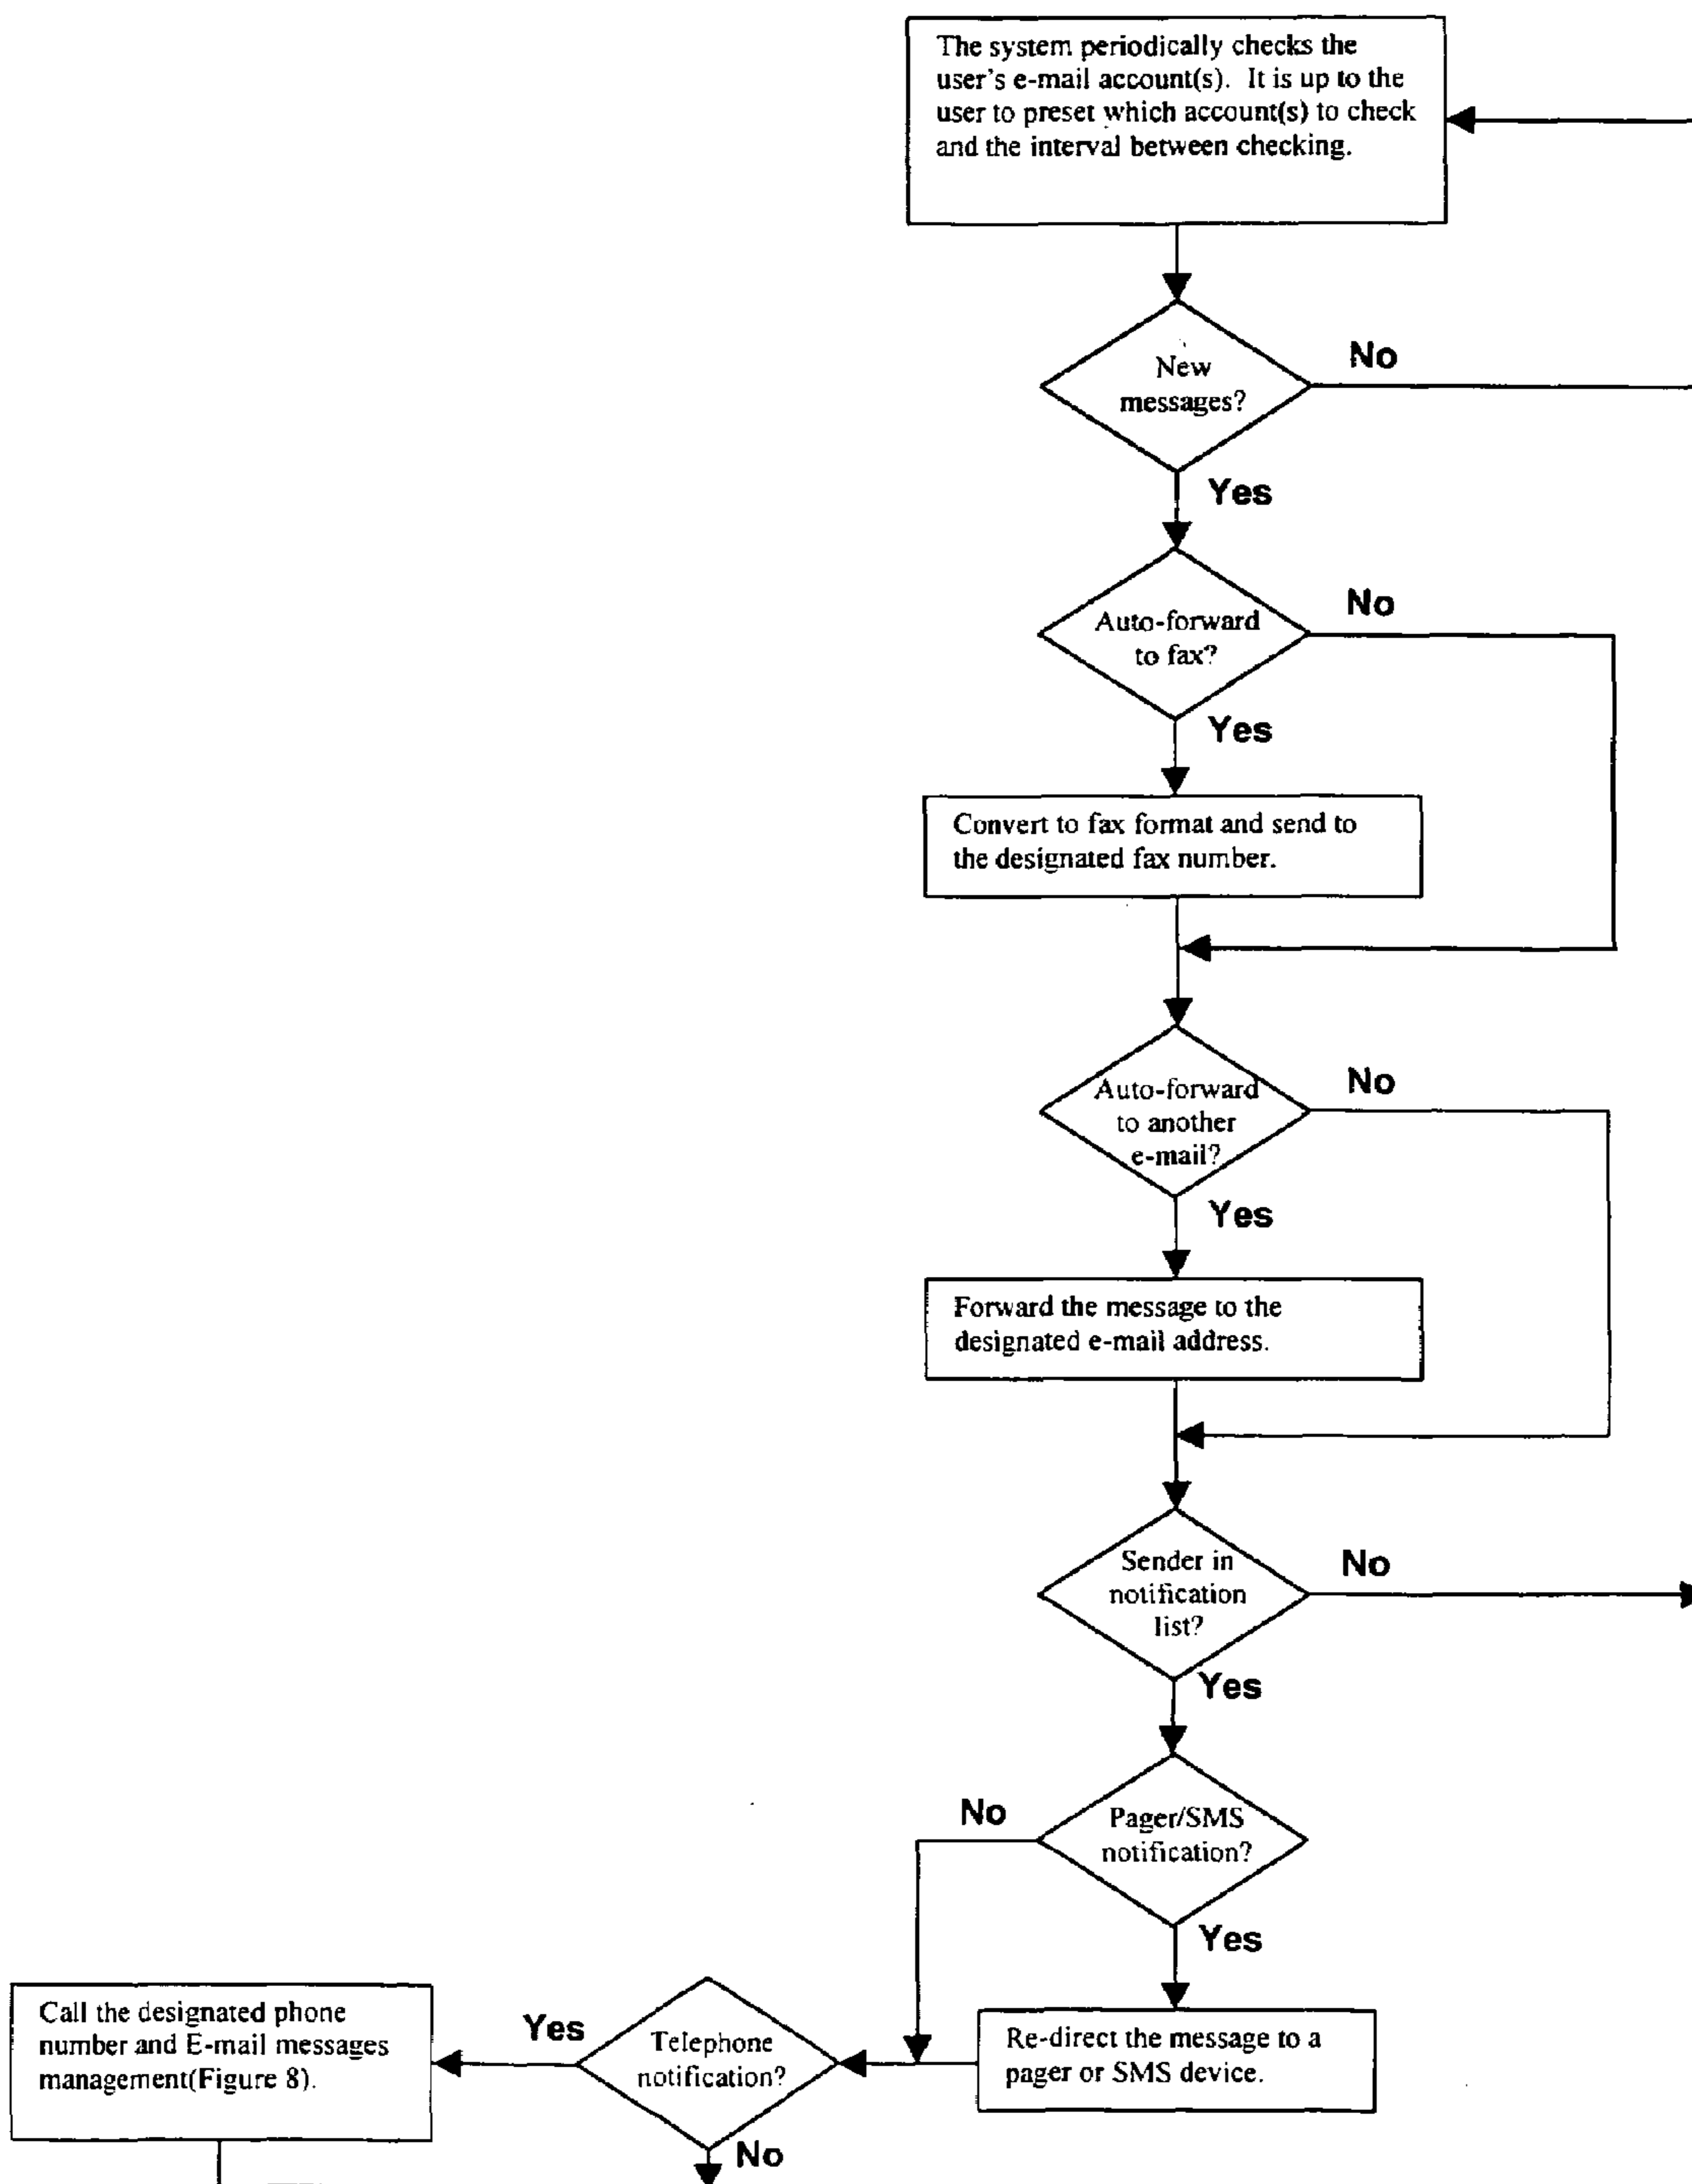 The system periodically checks the
user's e-mail account(s). It is up to the
user to preset which account(s) to check
and the interval between checking.
New
messages?
No
Yes
Auto-forward
to fax?
No
Yes
Convert to fax format and send to
the designated fax number.
Auto-forward
to another
e-mail?
No
Yes
Forward the message to the
designated e-mail address.
Sender in
notification
list?
No
Yes
Pager/SMS
notification?
No
Yes
Re-direct the message to a
pager or SMS device.
Telephone
notification?
Yes
No
Call the designated phone
number and E-mail messages
management(Figure 8).